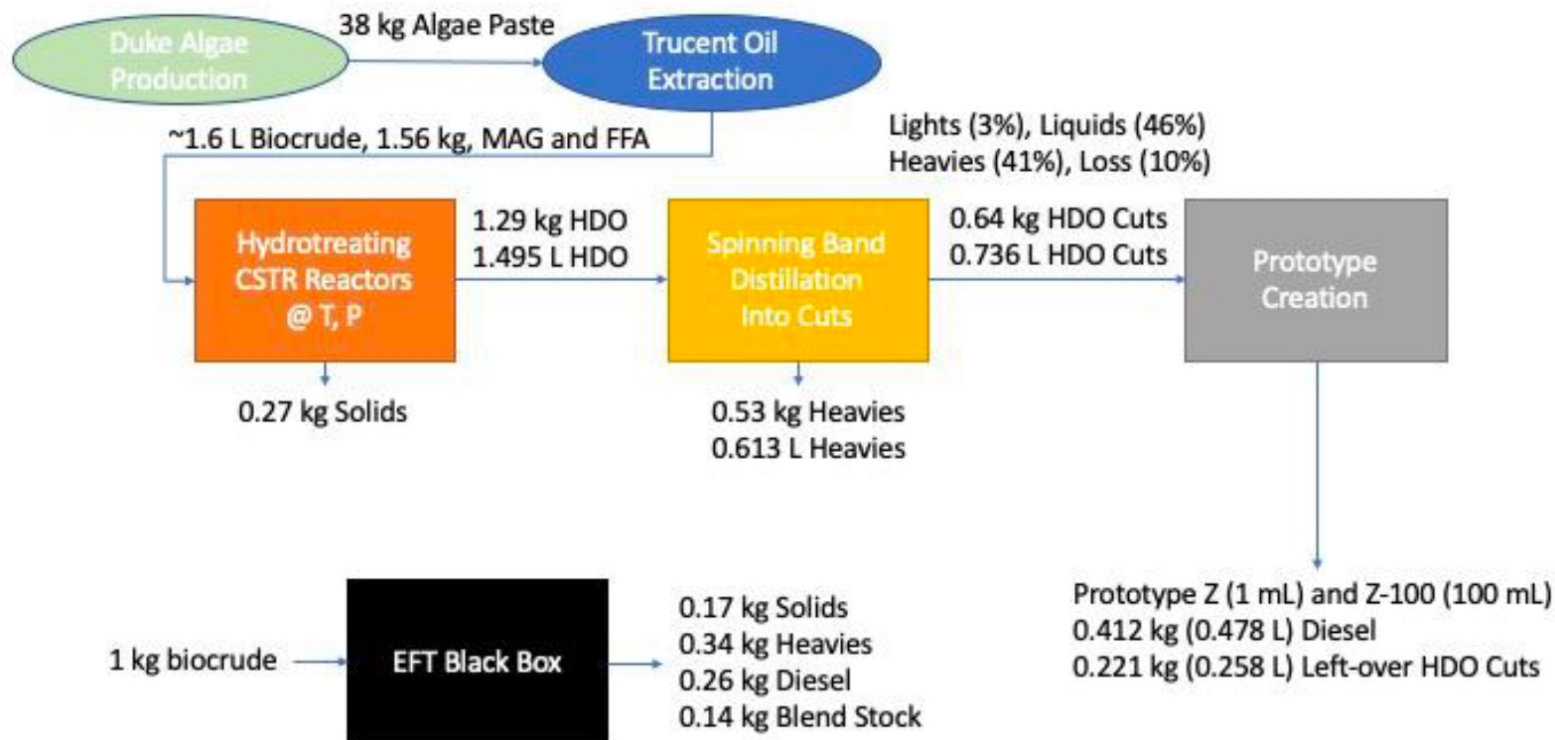 Duke Algae
Production
38 kg Algae Paste
Trucent Oil
Extraction
~1.6 L Biocrude, 1.56 kg, MAG and FFA
Lights (3%), Liquids (46%)
Heavies (41%), Loss (10%)
Hydrotreating
CSTR Reactors
@ T, P
1.29 kg HDO
1.495 L HDO
Spinning Band
Distillation
Into Cuts
0.64 kg HDO Cuts
0.736 L HDO Cuts
Prototype
Creation
0.27 kg Solids
0.53 kg Heavies
0.613 L Heavies
Prototype Z (1 mL) and Z-100 (100 mL)
0.412 kg (0.478 L) Diesel
0.221 kg (0.258 L) Left-over HDO Cuts
1 kg biocrude
EFT Black Box
0.17 kg Solids
0.34 kg Heavies
0.26 kg Diesel
0.14 kg Blend Stock